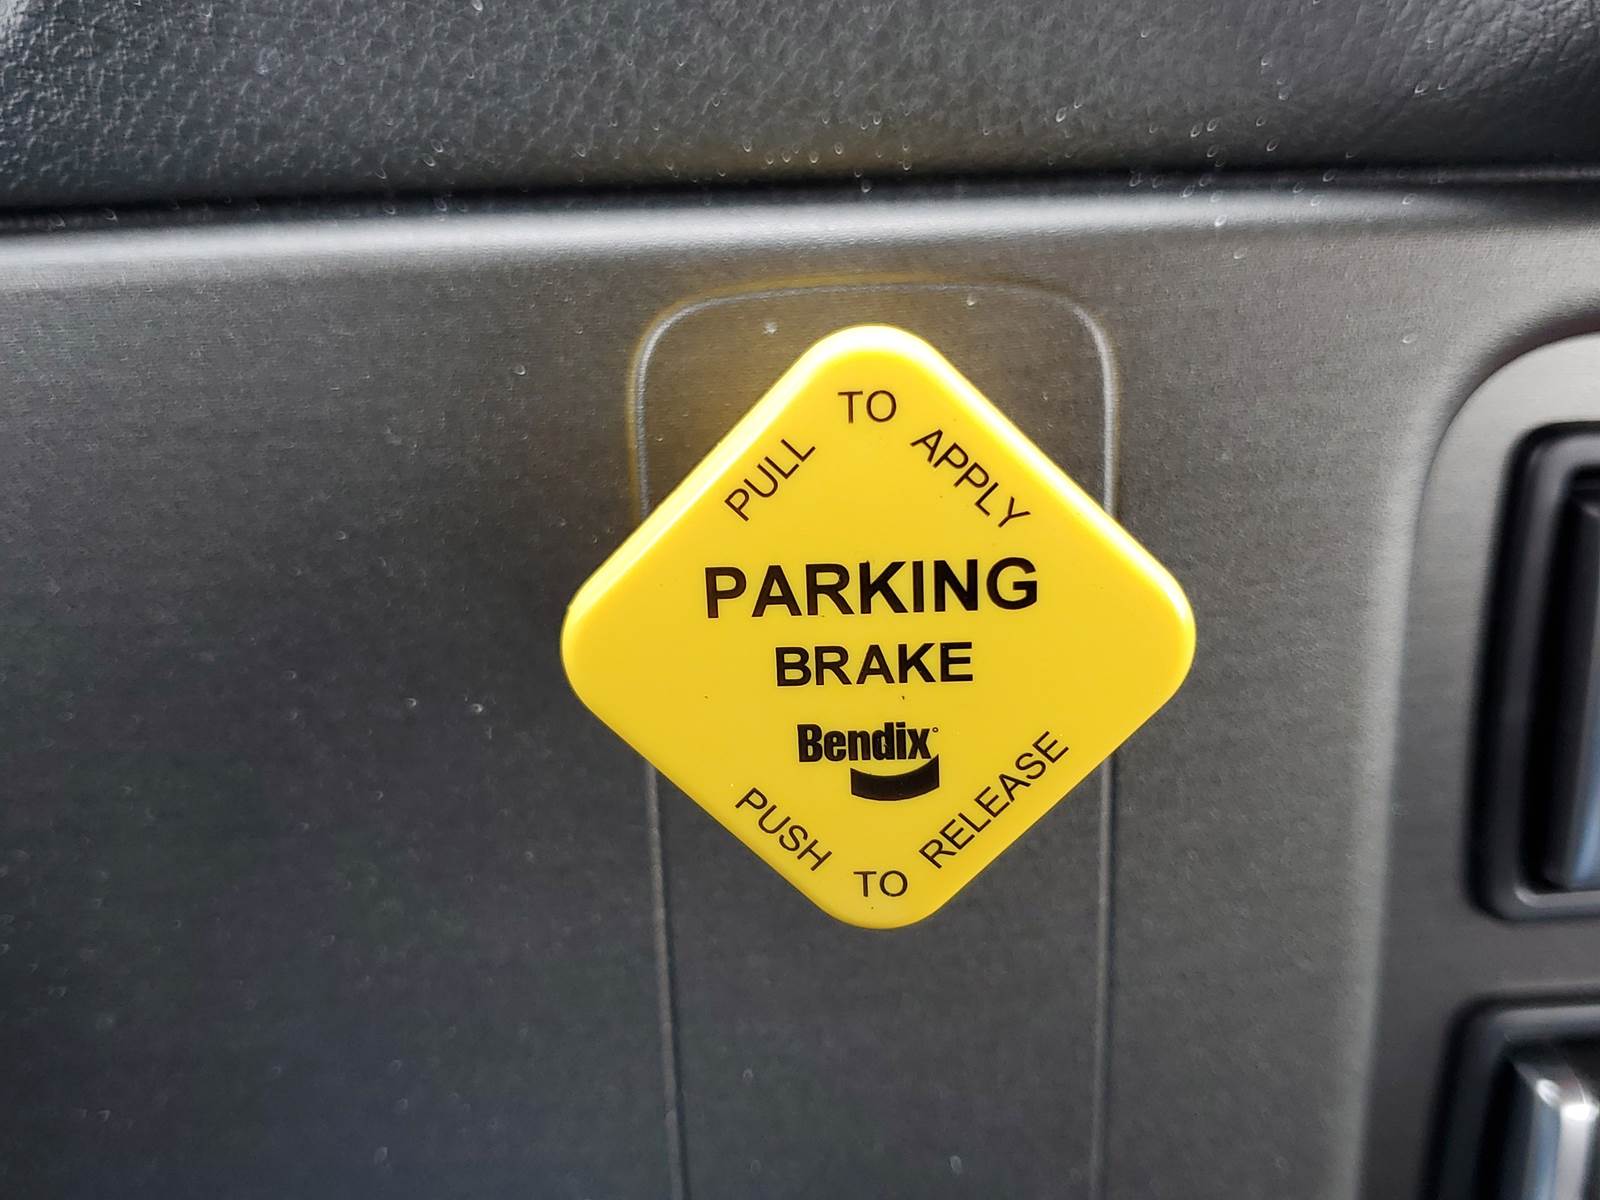 PULL TO APPLY
PARKING
BRAKE
Bendix
PUSH TO RELEASE